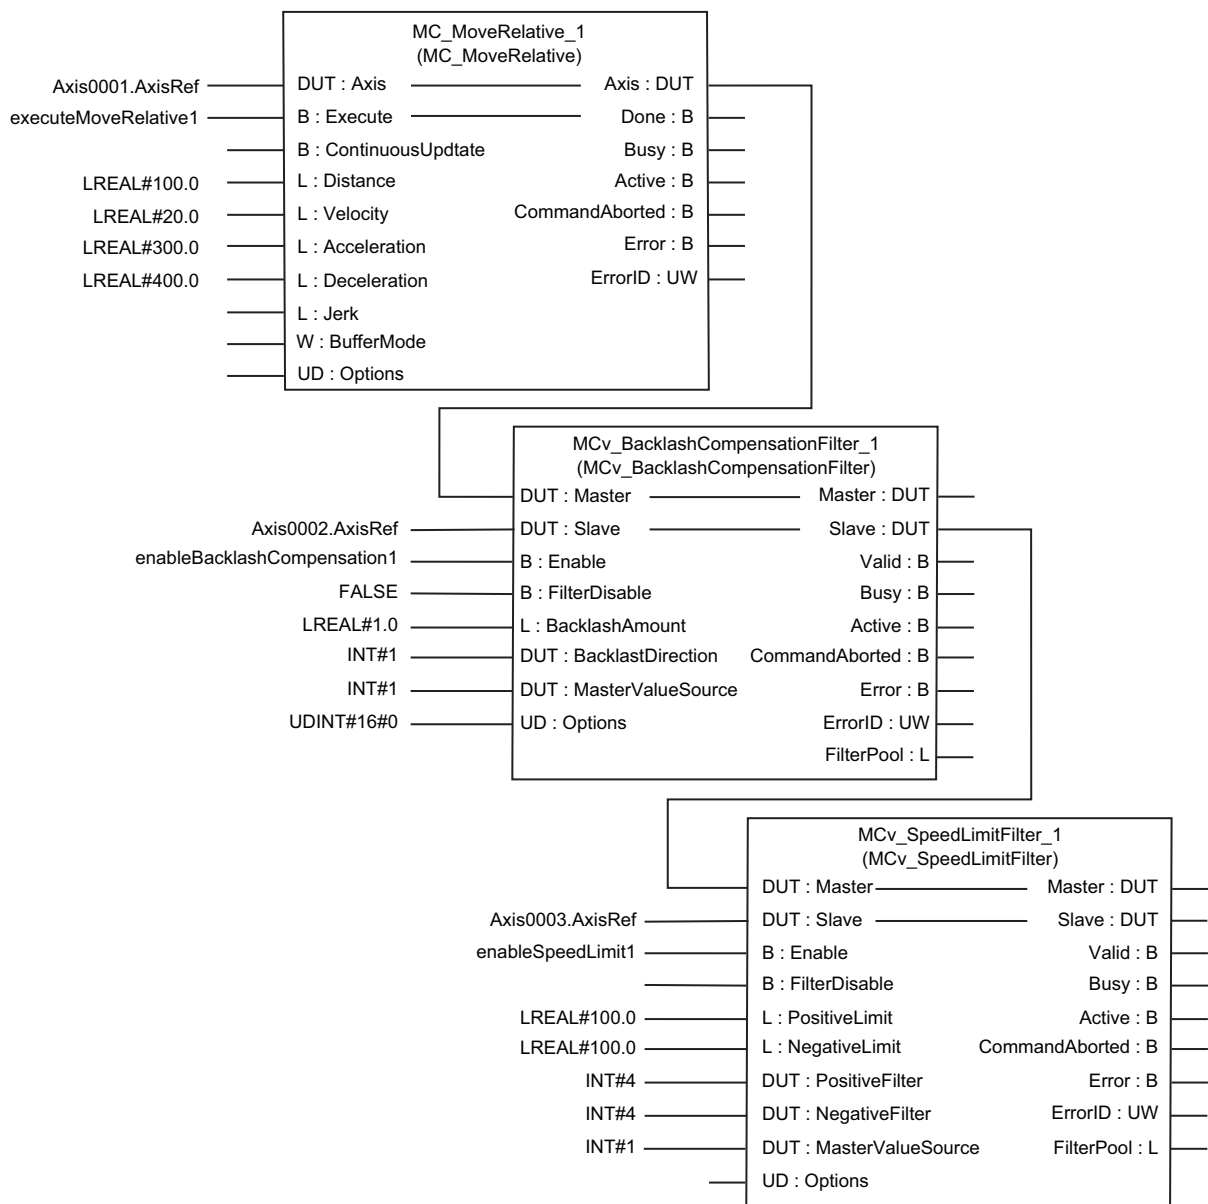 MC_MoveRelative_1
(MC_MoveRelative)
Axis0001.AxisRef DUT : Axis Axis : DUT
executeMoveRelative1 B : Execute Done : B
B : ContinuousUpdtate Busy : B
LREAL#100.0 L : Distance Active : B
LREAL#20.0 L : Velocity CommandAborted : B
LREAL#300.0 L : Acceleration Error : B
LREAL#400.0 L : Deceleration ErrorID : UW
L : Jerk
W : BufferMode
UD : Options
MCv_BacklashCompensationFilter_1
(MCv_BacklashCompensationFilter)
DUT : Master Master : DUT
Axis0002.AxisRef DUT : Slave Slave : DUT
enableBacklashCompensation1 B : Enable Valid : B
FALSE B : FilterDisable Busy : B
LREAL#1.0 L : BacklashAmount Active : B
INT#1 DUT : BacklastDirection CommandAborted : B
INT#1 DUT : MasterValueSource Error : B
UDINT#16#0 UD : Options ErrorID : UW
FilterPool : L
MCv_SpeedLimitFilter_1
(MCv_SpeedLimitFilter)
DUT : Master Master : DUT
Axis0003.AxisRef DUT : Slave Slave : DUT
enableSpeedLimit1 B : Enable Valid : B
B : FilterDisable Busy : B
LREAL#100.0 L : PositiveLimit Active : B
LREAL#100.0 L : NegativeLimit CommandAborted : B
INT#4 DUT : PositiveFilter Error : B
INT#4 DUT : NegativeFilter ErrorID : UW
INT#1 DUT : MasterValueSource FilterPool : L
UD : Options